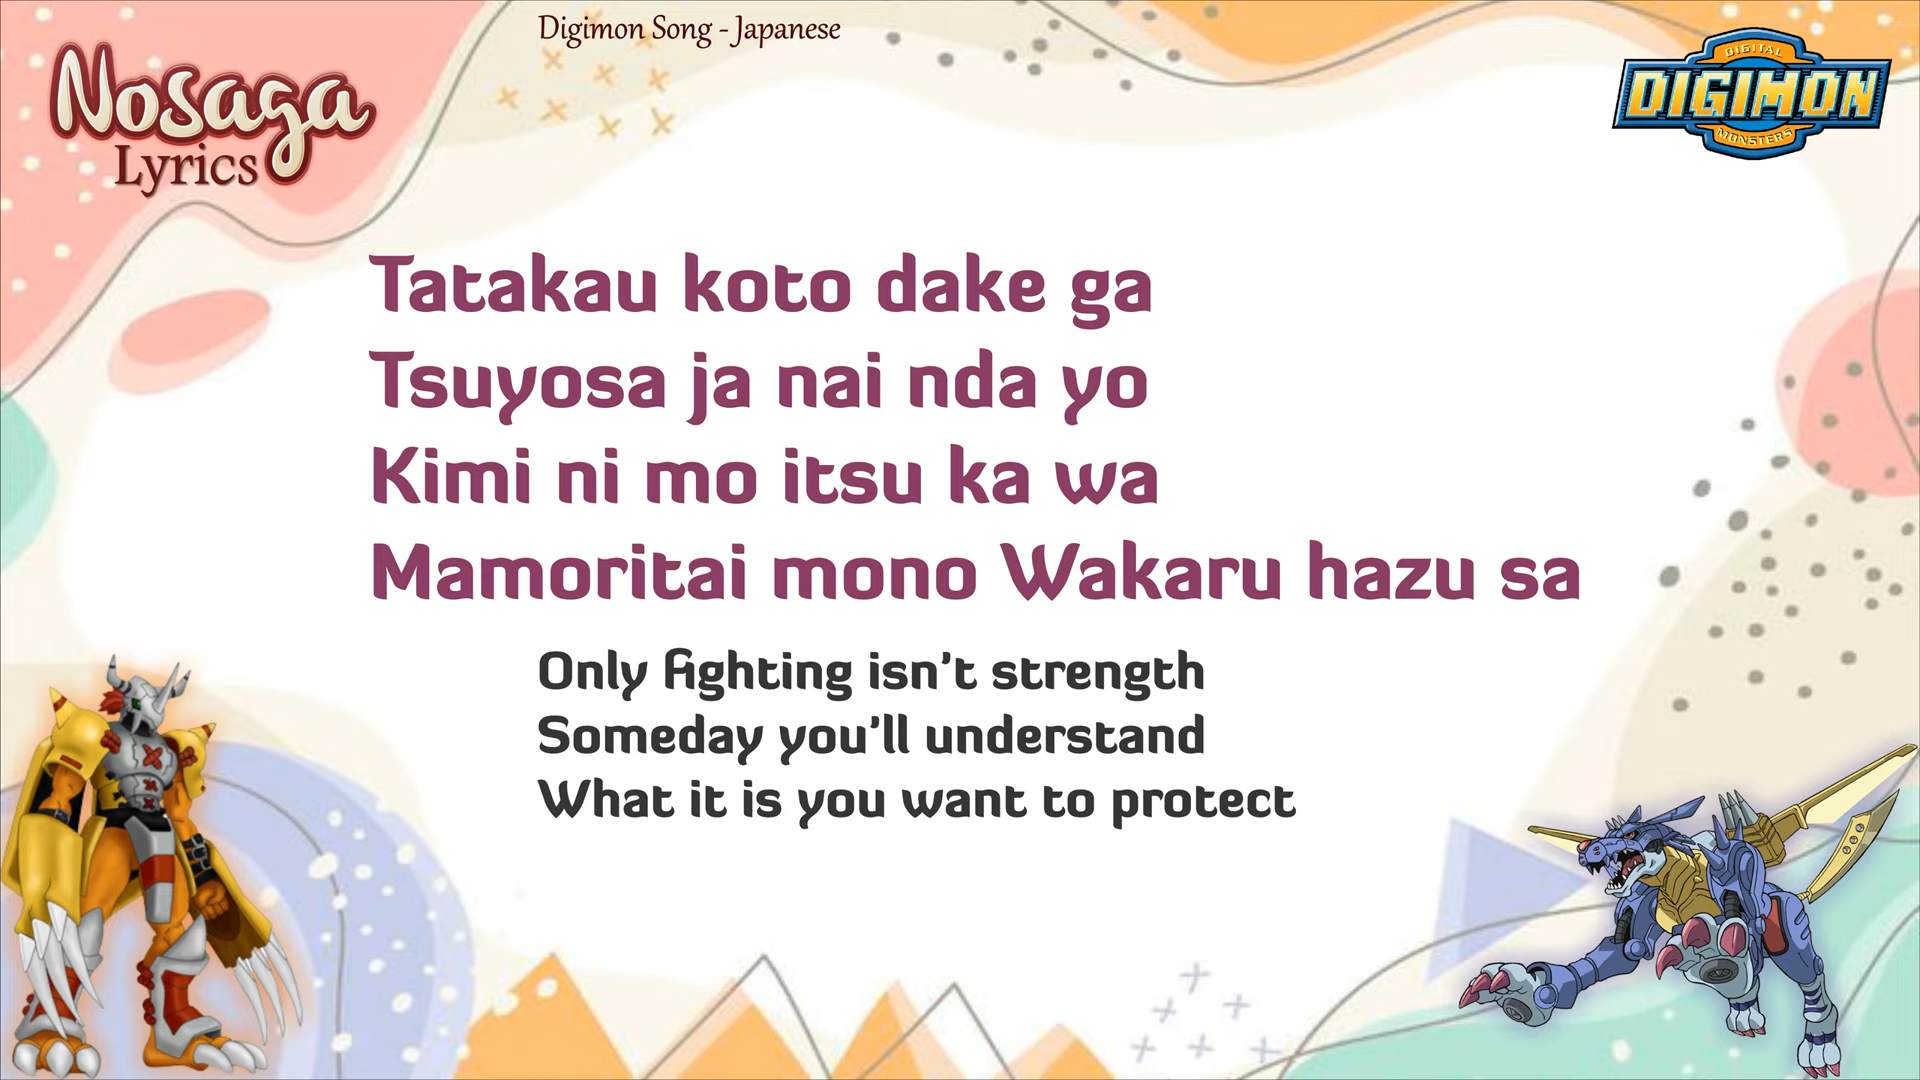 Digimon Song - Japanese
Nosaga
Lyrics
DIGITAL
DIGIMON
MONSTERS
Tatakau koto dake ga
Tsuyosa ja nai nda yo
Kimi ni mo itsu ka wa
Mamoritai mono Wakaru hazu sa
Only fighting isn't strength
Someday you'll understand
What it is you want to protect